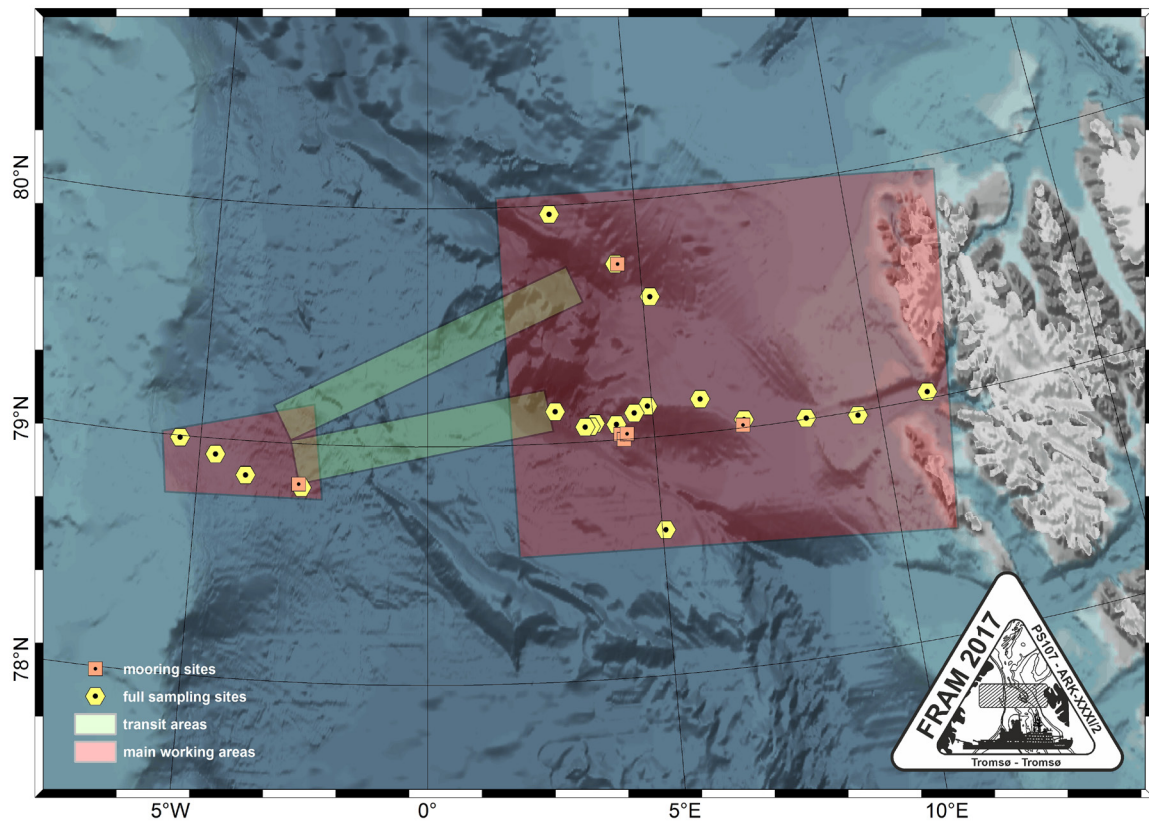 80°N
79°N
78°N
mooring sites
full sampling sites
transit areas
main working areas
FRAM 2017
PS107 - ARK-XXXI/2
Tromsø - Tromsø
5°W
0°
5°E
10°E